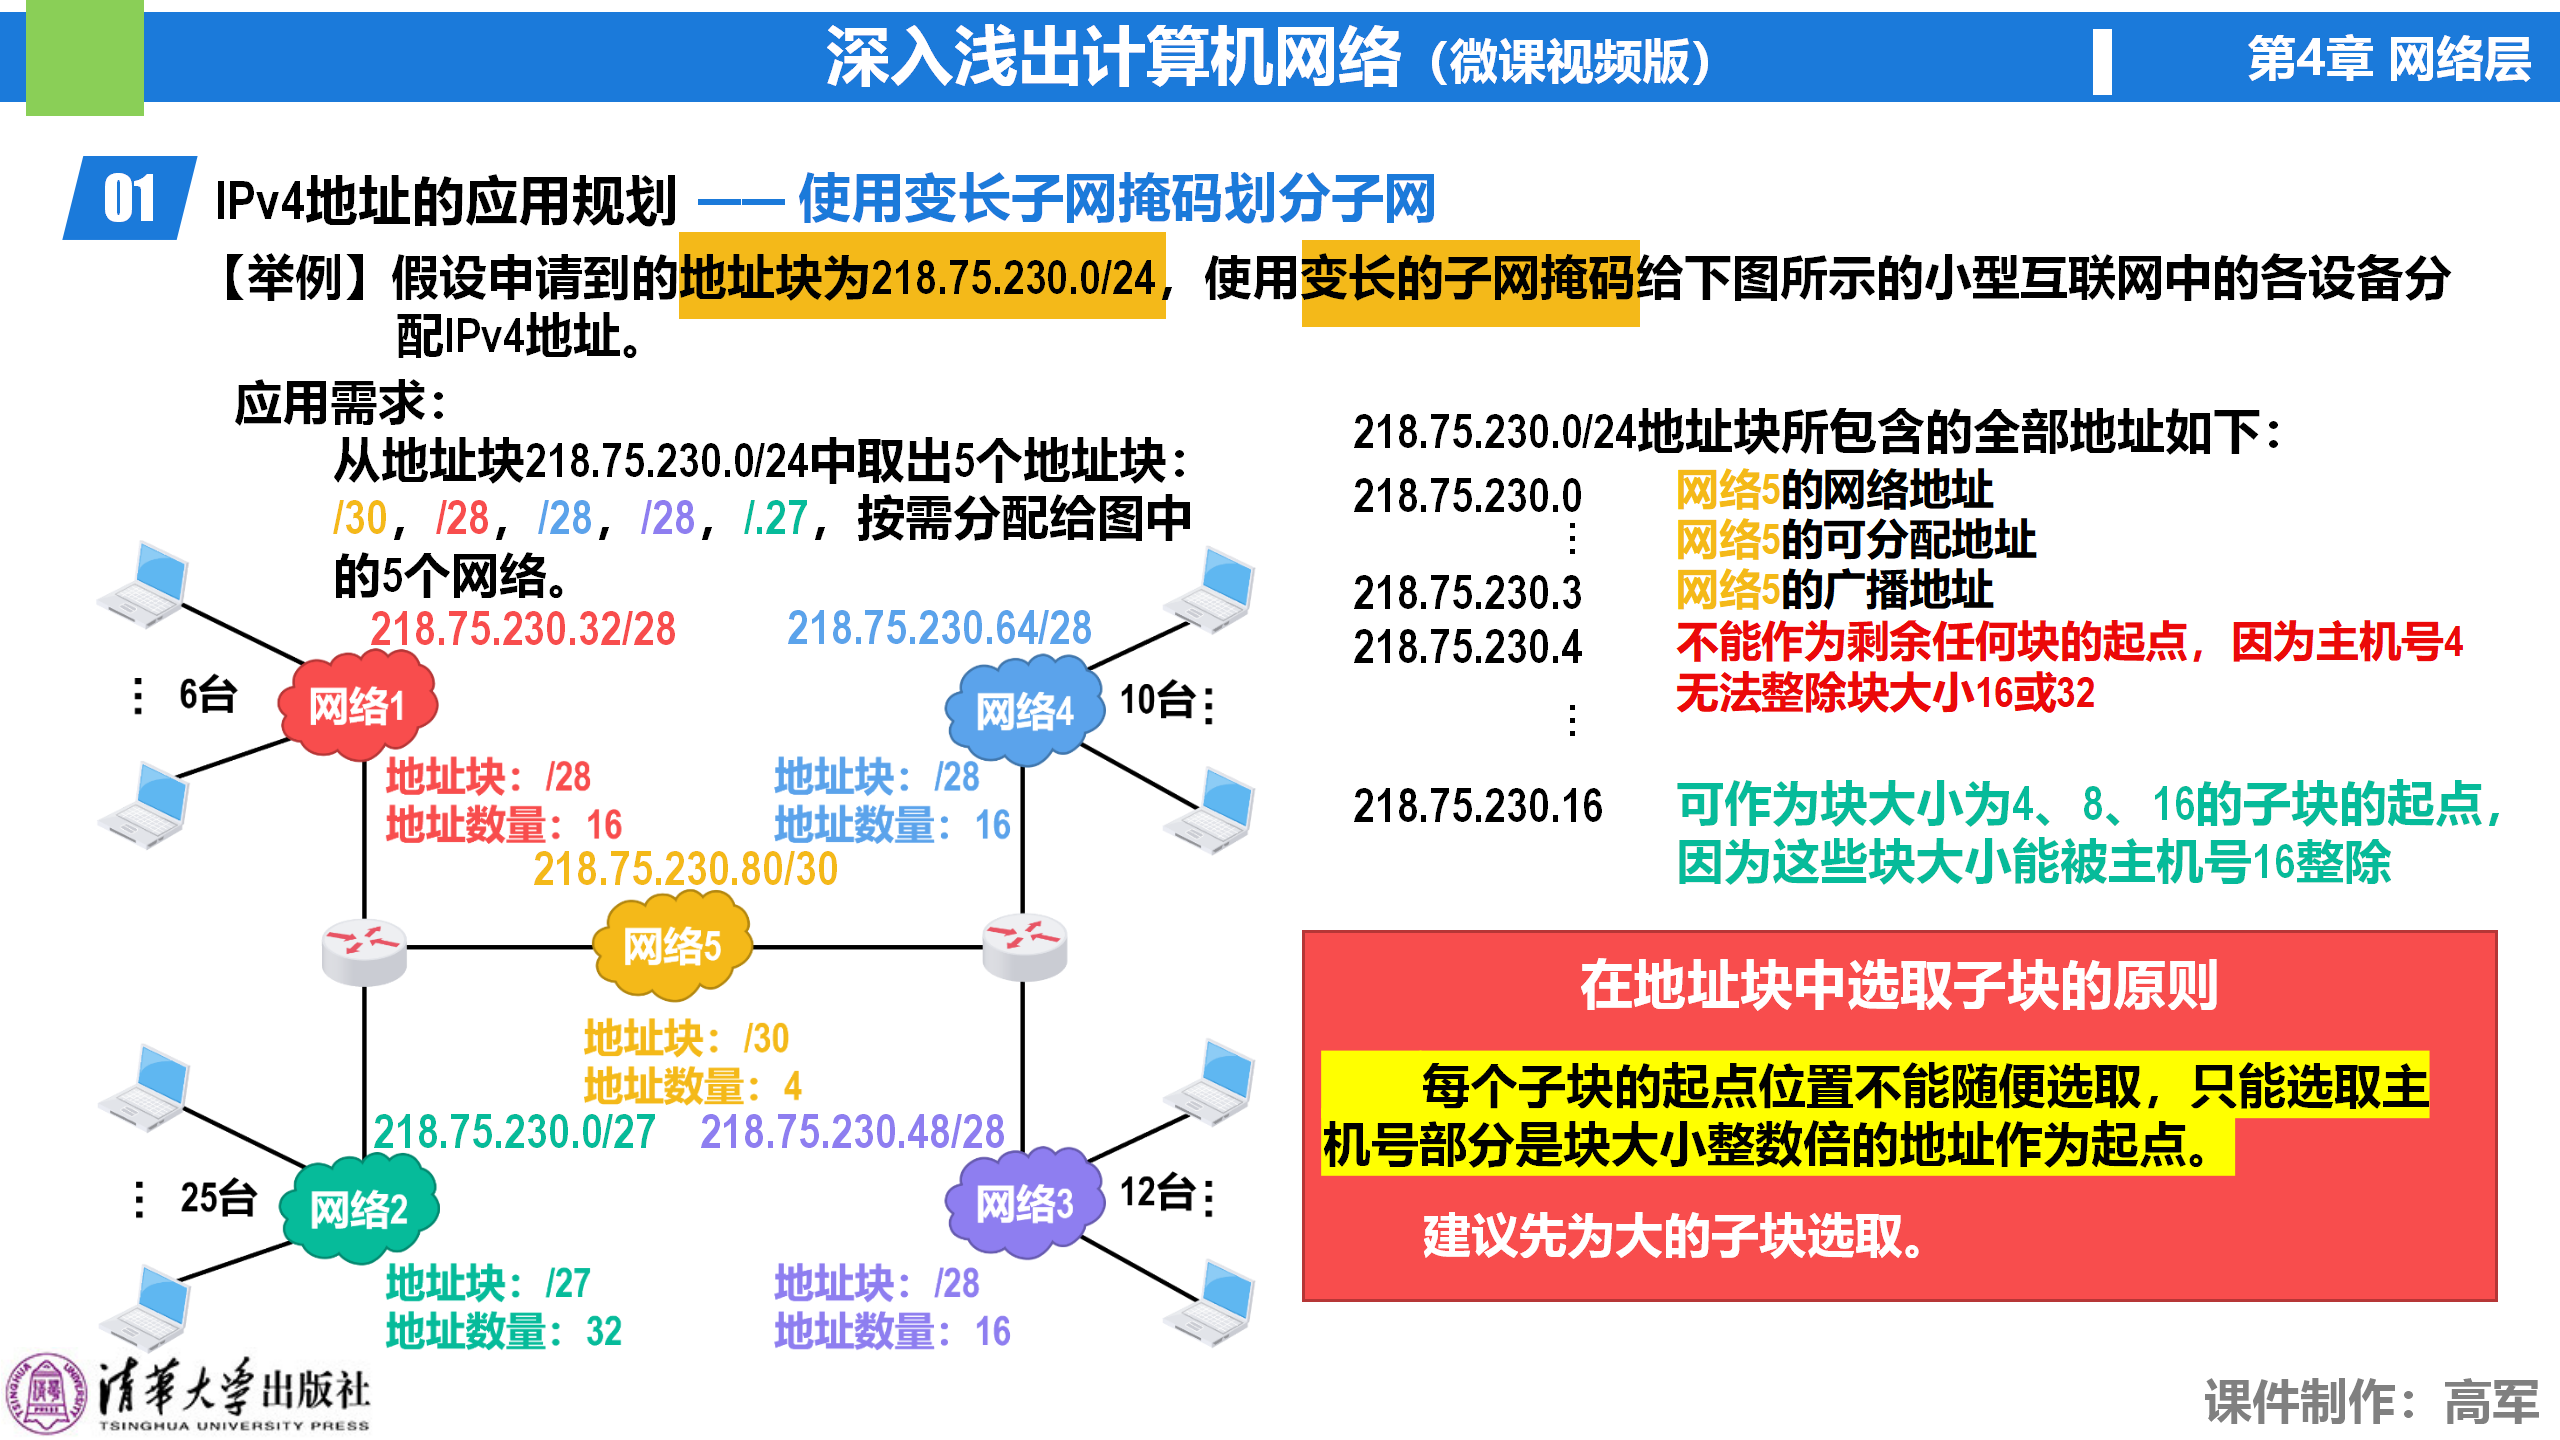 深入浅出计算机网络（微课视频版）
第4章 网络层
01
IPv4地址的应用规划 —— 使用变长子网掩码划分子网
【举例】假设申请到的地址块为218.75.230.0/24，使用变长的子网掩码给下图所示的小型互联网中的各设备分
配IPv4地址。
应用需求：
从地址块218.75.230.0/24中取出5个地址块：
/30，/28，/28，/28，/.27，按需分配给图中
的5个网络。
218.75.230.32/28
218.75.230.64/28
⋮ 6台
网络1
网络4
10台 ⋮
地址块：/28
地址数量：16
地址块：/28
地址数量：16
218.75.230.80/30
网络5
地址块：/30
地址数量：4
218.75.230.0/27
218.75.230.48/28
⋮ 25台
网络2
网络3
12台 ⋮
地址块：/27
地址数量：32
地址块：/28
地址数量：16
218.75.230.0/24地址块所包含的全部地址如下：
218.75.230.0 网络5的网络地址
⋮ 网络5的可分配地址
218.75.230.3 网络5的广播地址
218.75.230.4 不能作为剩余任何块的起点，因为主机号4
无法整除块大小16或32
⋮
218.75.230.16 可作为块大小为4、8、16的子块的起点，
因为这些块大小能被主机号16整除
在地址块中选取子块的原则
每个子块的起点位置不能随便选取，只能选取主
机号部分是块大小整数倍的地址作为起点。
建议先为大的子块选取。
清华大学出版社
TSINGHUA UNIVERSITY PRESS
课件制作：高军